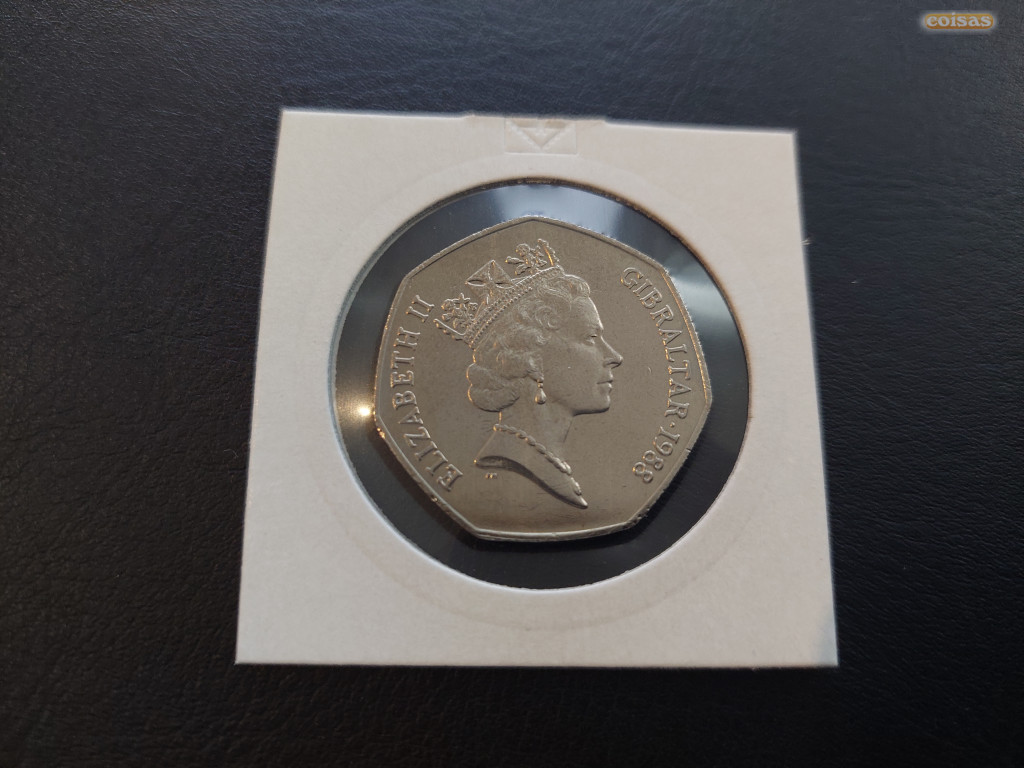 coisas
ELIZABETH II
GIBRALTAR · 1988